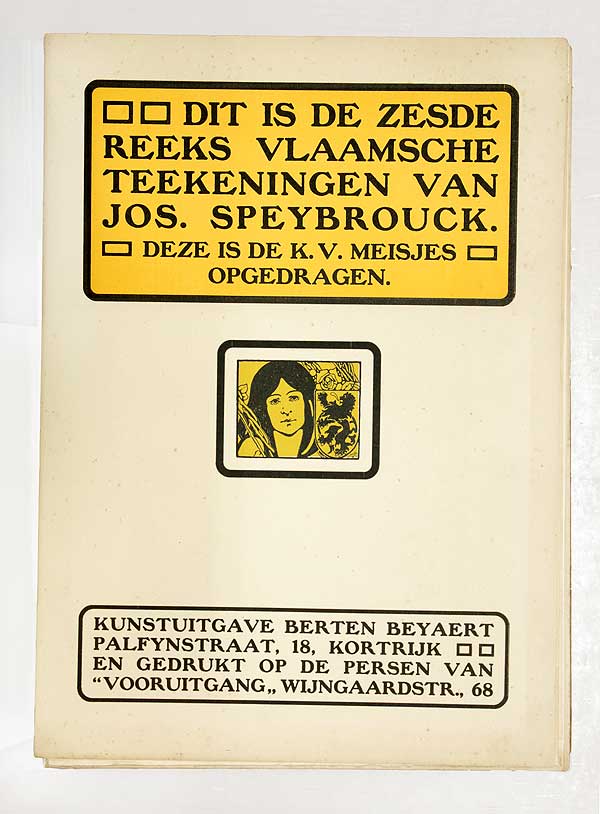 DIT IS DE ZESDE
REEKS VLAAMSCHE
TEEKENINGEN VAN
JOS. SPEYBROUCK.
DEZE IS DE K. V. MEISJES
OPGEDRAGEN.
KUNSTUITGAVE BERTEN BEYAERT
PALFYNSTRAAT, 18, KORTRIJK
EN GEDRUKT OP DE PERSEN VAN
“VOORUITGANG„ WIJNGAARDSTR., 68